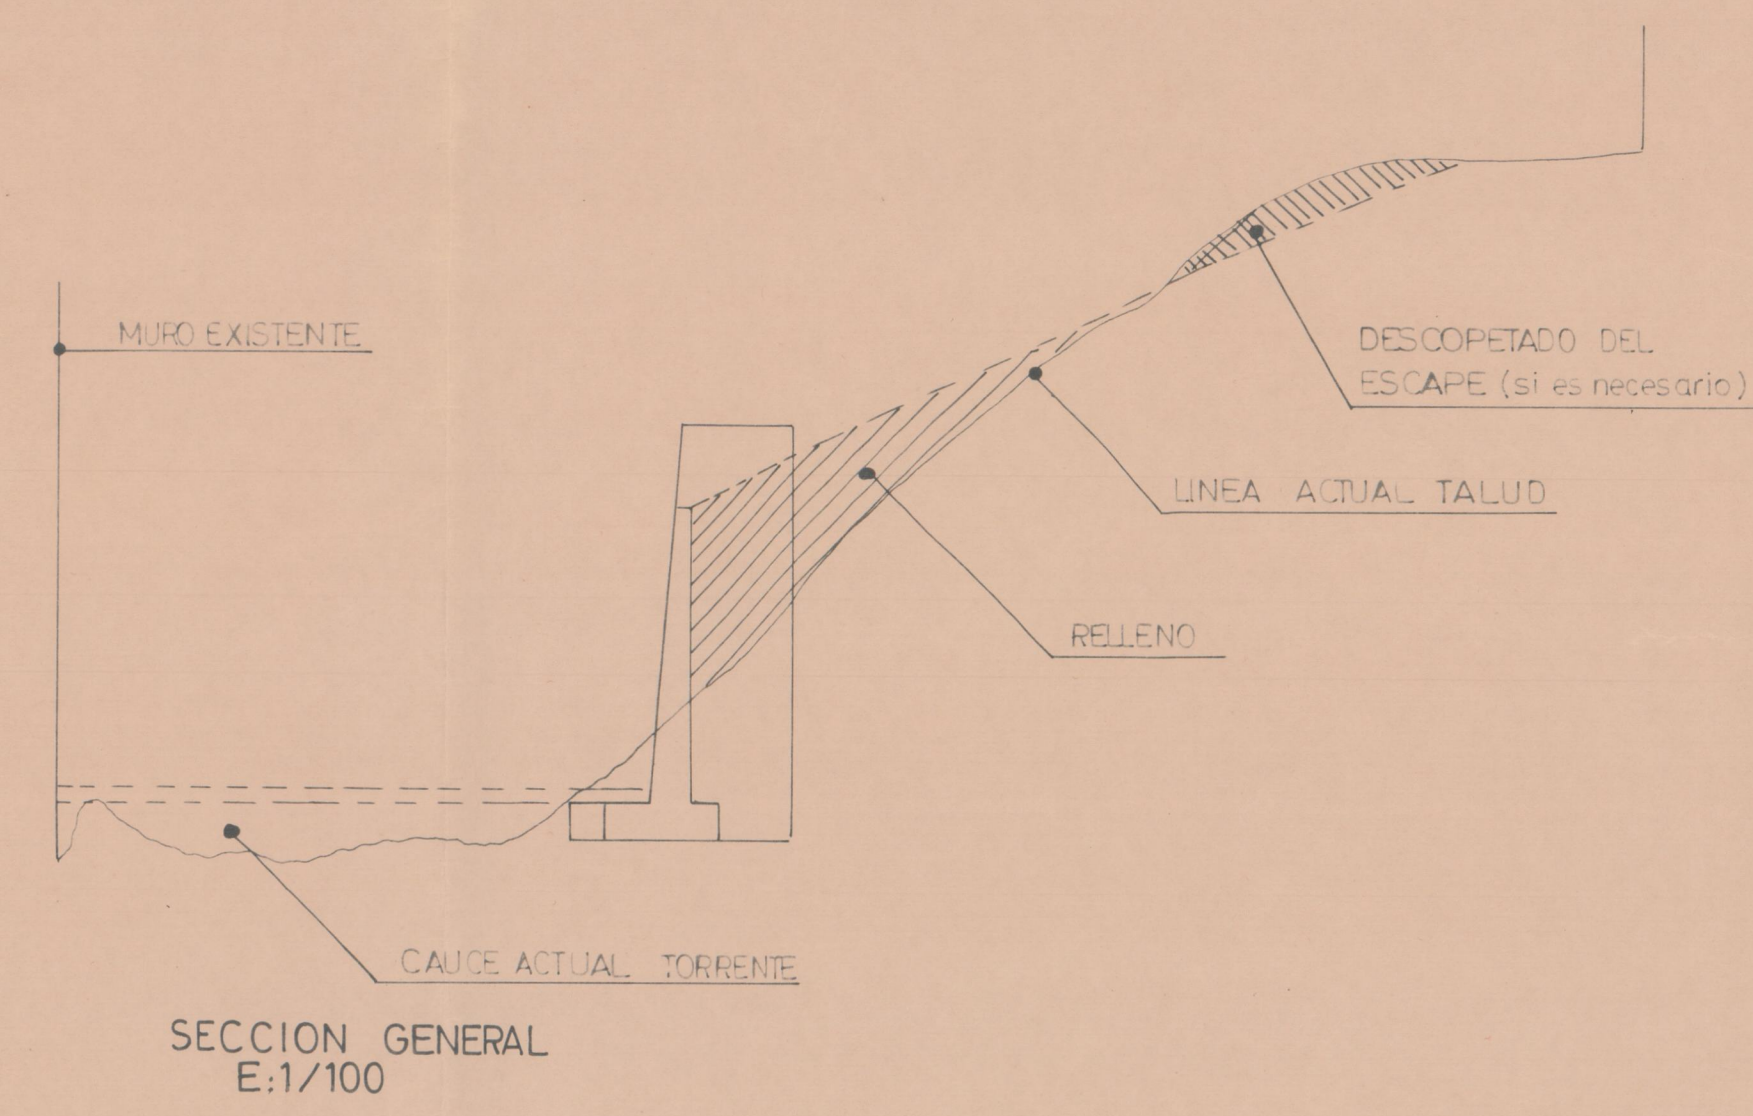 MURO EXISTENTE
DESCOPETADO DEL
ESCAPE (si es necesario)
LINEA ACTUAL TALUD
RELLENO
CAUCE ACTUAL TORRENTE
SECCION GENERAL
E:1/100